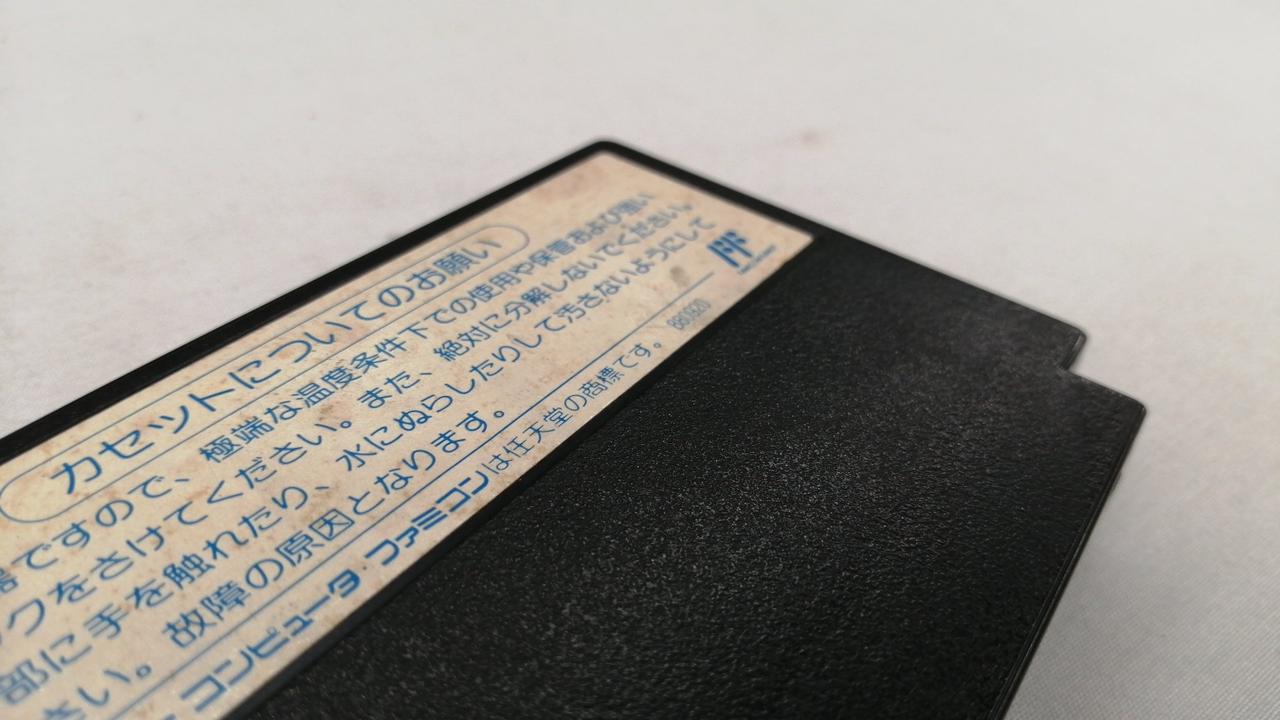 カセットについてのお願い
器ですので、極端な温度条件下での使用や保管および強い
ックをさけてください。また、絶対に分解しないでください。
部に手を触れたり、水にぬらしたりして汚さないようにして
さい。故障の原因となります。
コンピュータ ファミコンは任天堂の商標です。
FF